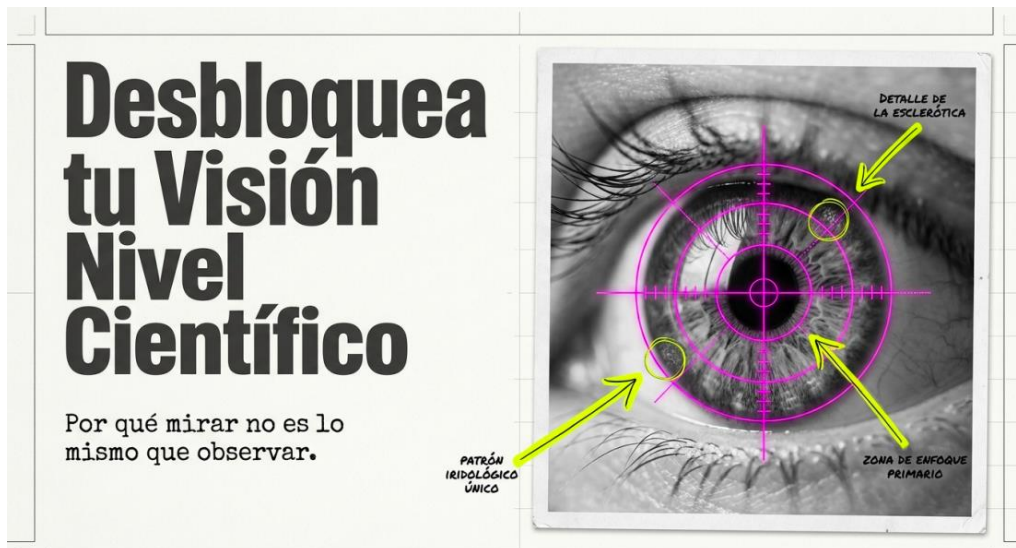 Desbloquea
tu Visión
Nivel
Científico
Por qué mirar no es lo
mismo que observar.
DETALLE DE
LA ESCLERÓTICA
PATRÓN
IRIDOLÓGICO
ÚNICO
ZONA DE ENFOQUE
PRIMARIO